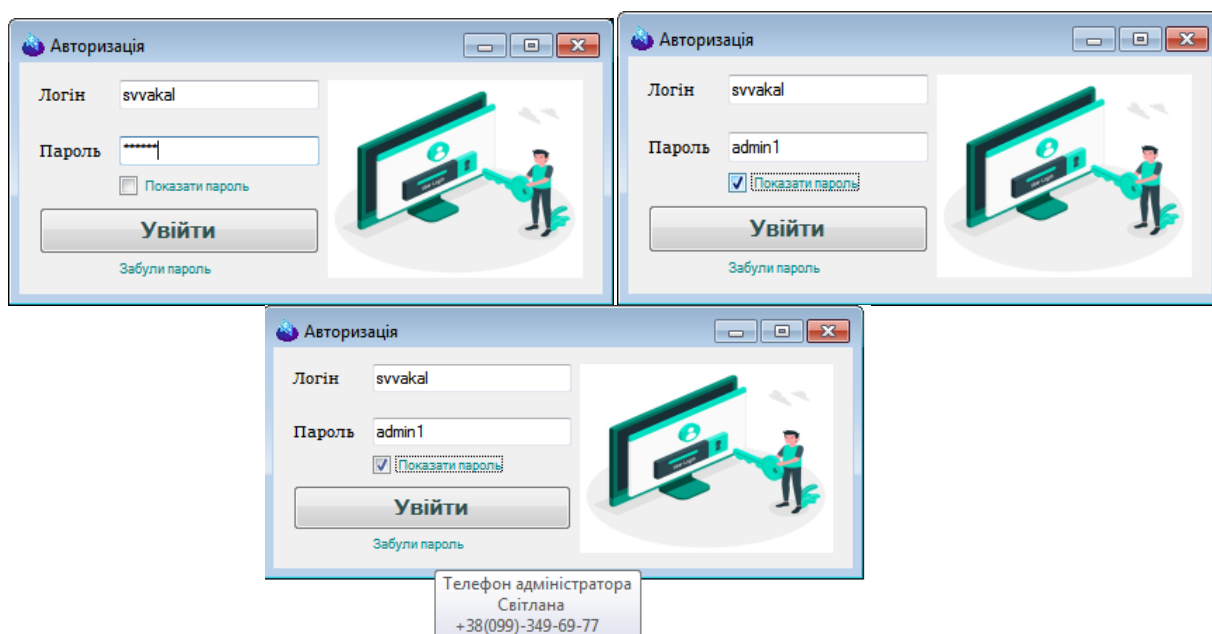 Авторизація
Логін svvakal
Пароль ******
Показати пароль
Увійти
Забули пароль
Авторизація
Логін svvakal
Пароль admin1
Показати пароль
Увійти
Забули пароль
Авторизація
Логін svvakal
Пароль admin1
Показати пароль
Увійти
Забули пароль
Телефон адміністратора
Світлана
+38(099)-349-69-77